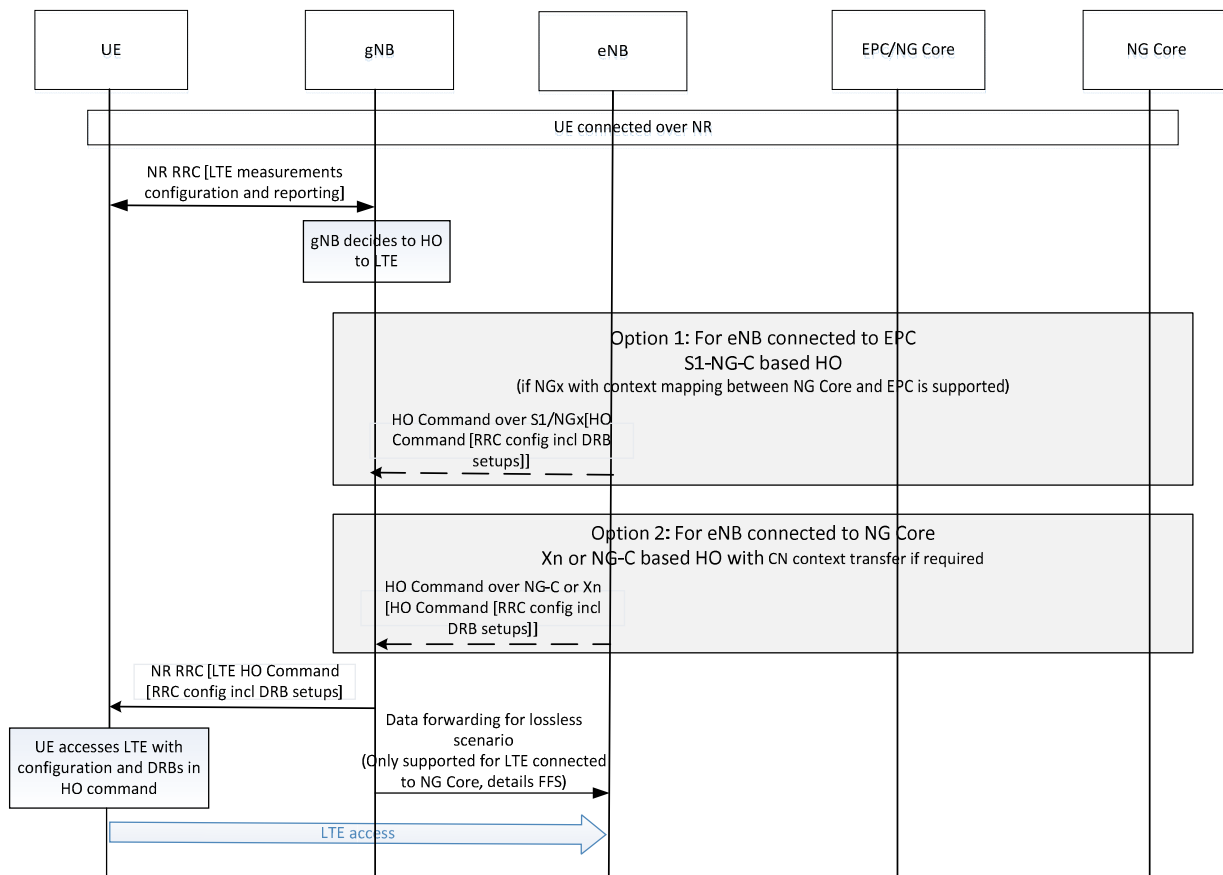 UE
gNB
eNB
EPC/NG Core
NG Core
UE connected over NR
NR RRC [LTE measurements
configuration and reporting]
gNB decides to HO
to LTE
Option 1: For eNB connected to EPC
S1-NG-C based HO
(if NGx with context mapping between NG Core and EPC is supported)
HO Command over S1/NGx[HO
Command [RRC config incl DRB
setups]]
Option 2: For eNB connected to NG Core
Xn or NG-C based HO with CN context transfer if required
HO Command over NG-C or Xn
[HO Command [RRC config incl
DRB setups]]
NR RRC [LTE HO Command
[RRC config incl DRB setups]
Data forwarding for lossless
scenario
(Only supported for LTE connected
to NG Core, details FFS)
UE accesses LTE with
configuration and DRBs in
HO command
LTE access